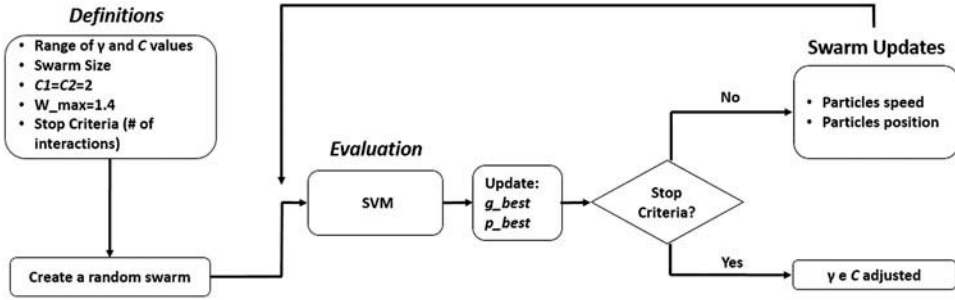 Definitions
• Range of γ and C values
• Swarm Size
• C1=C2=2
• W_max=1.4
• Stop Criteria (# of
interactions)
Create a random swarm
Evaluation
SVM
Update:
g_best
p_best
Stop
Criteria?
No
Yes
Swarm Updates
• Particles speed
• Particles position
γ e C adjusted